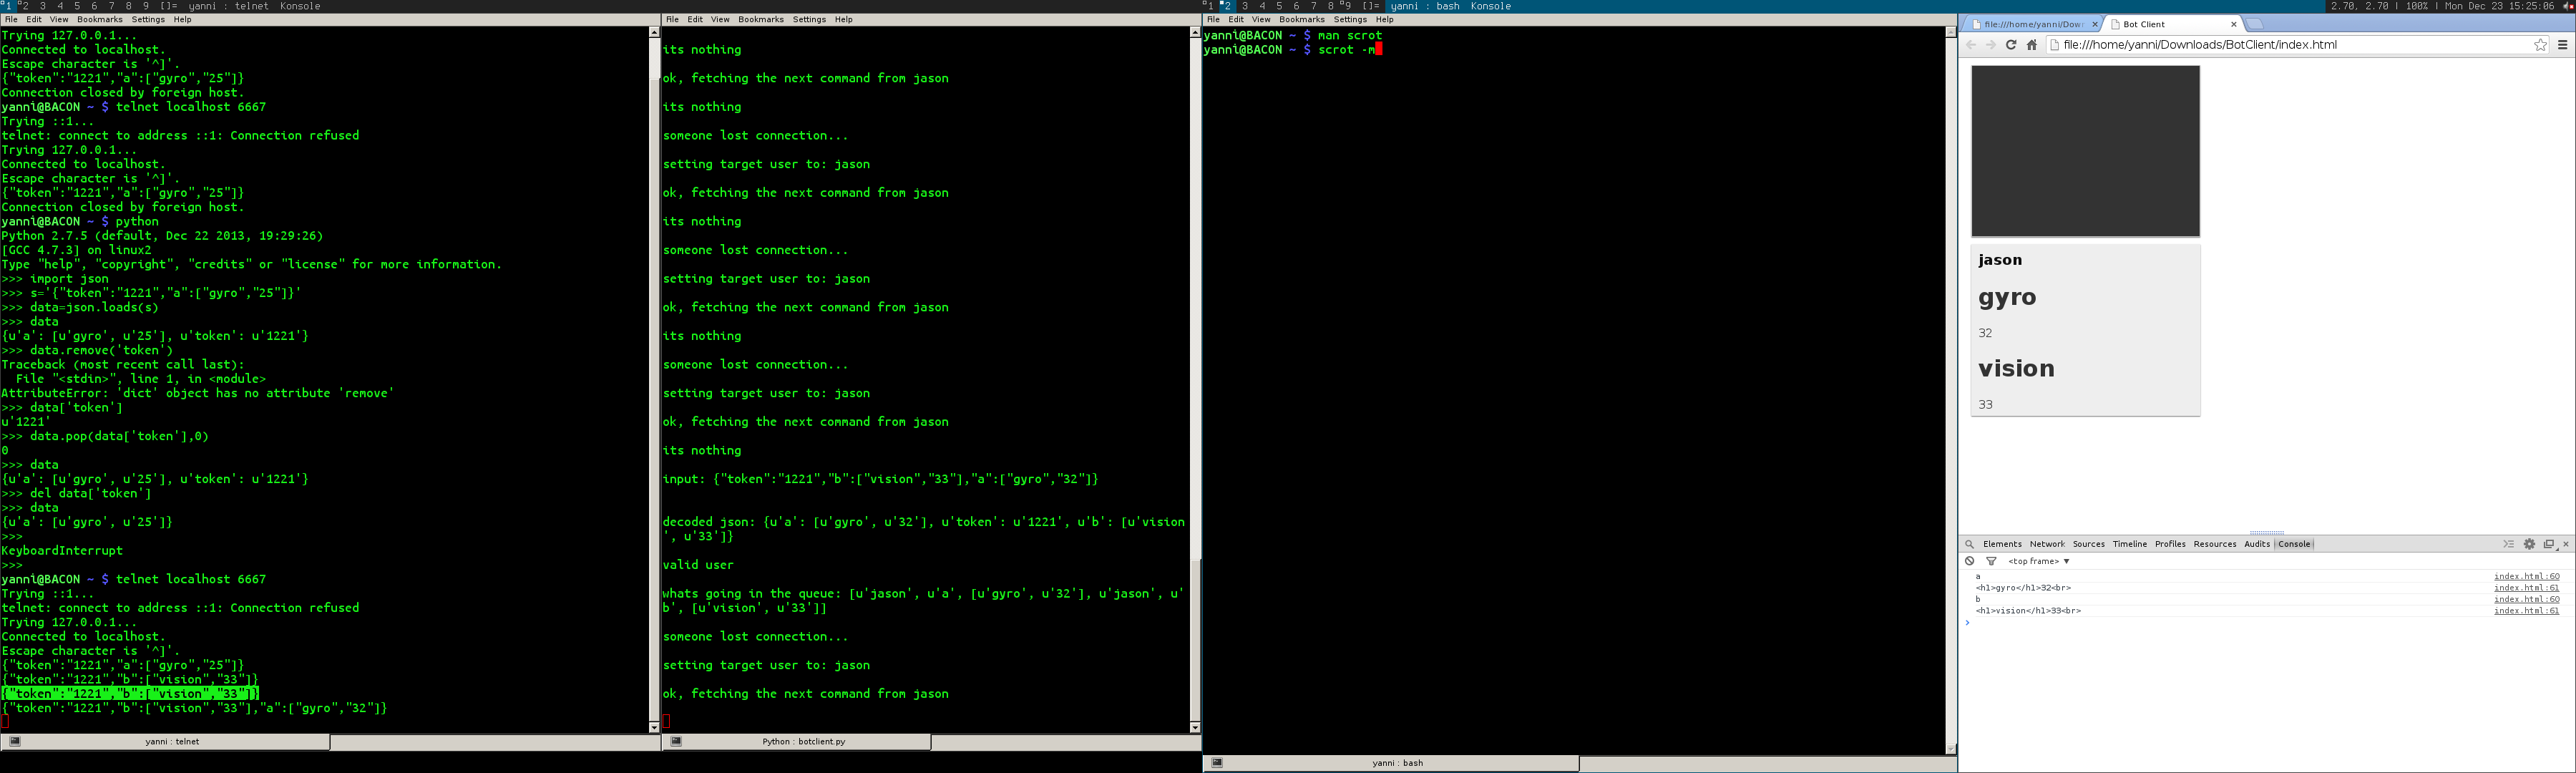 1 2 3 4 5 6 7 8 9 []= yanni : telnet Konsole
File Edit View Bookmarks Settings Help
Trying 127.0.0.1...
Connected to localhost.
Escape character is '^]'.
{"token":"1221","a":["gyro","25"]}
Connection closed by foreign host.
yanni@BACON ~ $ telnet localhost 6667
Trying ::1...
telnet: connect to address ::1: Connection refused
Trying 127.0.0.1...
Connected to localhost.
Escape character is '^]'.
{"token":"1221","a":["gyro","25"]}
Connection closed by foreign host.
yanni@BACON ~ $ python
Python 2.7.5 (default, Dec 22 2013, 19:29:26)
[GCC 4.7.3] on linux2
Type "help", "copyright", "credits" or "license" for more information.
>>> import json
>>> s='{"token":"1221","a":["gyro","25"]}'
>>> data=json.loads(s)
>>> data
{u'a': [u'gyro', u'25'], u'token': u'1221'}
>>> data.remove('token')
Traceback (most recent call last):
  File "<stdin>", line 1, in <module>
AttributeError: 'dict' object has no attribute 'remove'
>>> data['token']
u'1221'
>>> data.pop(data['token'],0)
0
>>> data
{u'a': [u'gyro', u'25'], u'token': u'1221'}
>>> del data['token']
>>> data
{u'a': [u'gyro', u'25']}
>>>
KeyboardInterrupt
>>>
yanni@BACON ~ $ telnet localhost 6667
Trying ::1...
telnet: connect to address ::1: Connection refused
Trying 127.0.0.1...
Connected to localhost.
Escape character is '^]'.
{"token":"1221","a":["gyro","25"]}
{"token":"1221","b":["vision","33"]}
{"token":"1221","b":["vision","33"]}
{"token":"1221","b":["vision","33"],"a":["gyro","32"]}
yanni : telnet
File Edit View Bookmarks Settings Help
its nothing
ok, fetching the next command from jason
its nothing
someone lost connection...
setting target user to: jason
ok, fetching the next command from jason
its nothing
someone lost connection...
setting target user to: jason
ok, fetching the next command from jason
its nothing
someone lost connection...
setting target user to: jason
ok, fetching the next command from jason
its nothing
input: {"token":"1221","b":["vision","33"],"a":["gyro","32"]}
decoded json: {u'a': [u'gyro', u'32'], u'token': u'1221', u'b': [u'vision
', u'33']}
valid user
whats going in the queue: [u'jason', u'a', [u'gyro', u'32'], u'jason', u'
b', [u'vision', u'33']]
someone lost connection...
setting target user to: jason
ok, fetching the next command from jason
Python : botclient.py
1 2 3 4 5 6 7 8 9 []= yanni : bash Konsole
2.70, 2.70 | 100% | Mon Dec 23 15:25:06
File Edit View Bookmarks Settings Help
yanni@BACON ~ $ man scrot
yanni@BACON ~ $ scrot -m
yanni : bash
file:///home/yanni/Dow
Bot Client
file:///home/yanni/Downloads/BotClient/index.html
jason
gyro
32
vision
33
Elements Network Sources Timeline Profiles Resources Audits Console
<top frame> ▼
a index.html:60
<h1>gyro</h1>32<br> index.html:61
b index.html:60
<h1>vision</h1>33<br> index.html:61
>